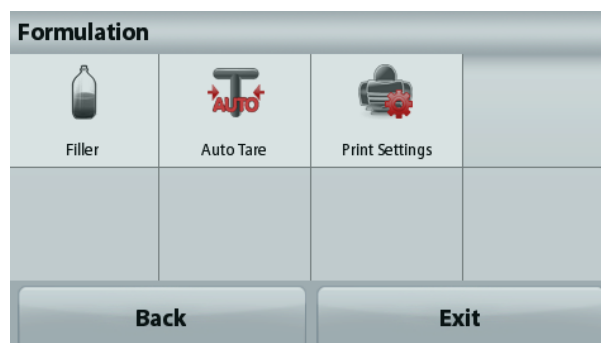 Formulation
AUTO
Filler
Auto Tare
Print Settings
Back
Exit